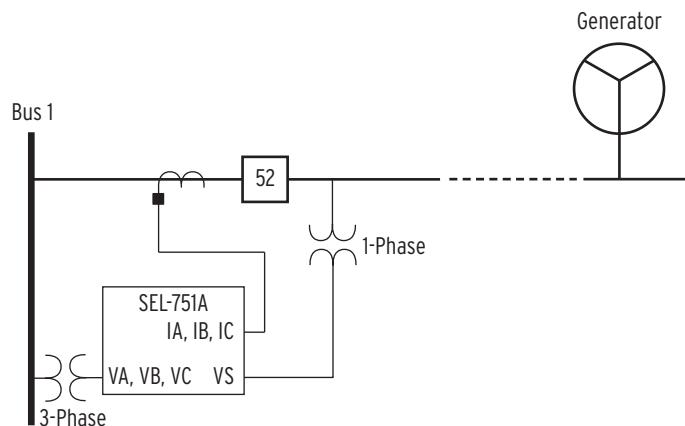 Generator
Bus 1
52
1-Phase
SEL-751A
IA, IB, IC
VA, VB, VC VS
3-Phase